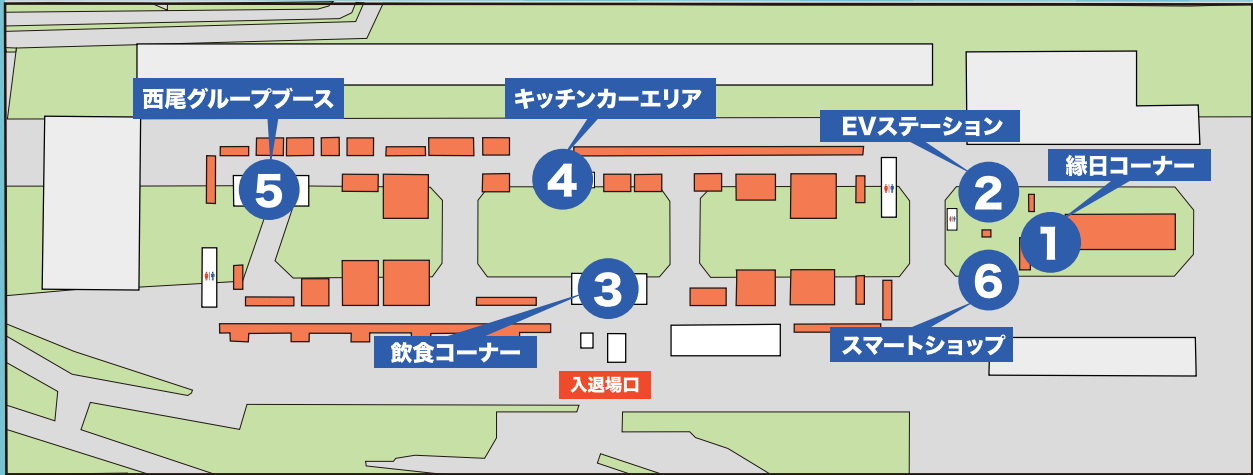 西尾グループブース
キッチンカーエリア
EVステーション
縁日コーナー
5
4
2
1
3
6
飲食コーナー
スマートショップ
入退場口